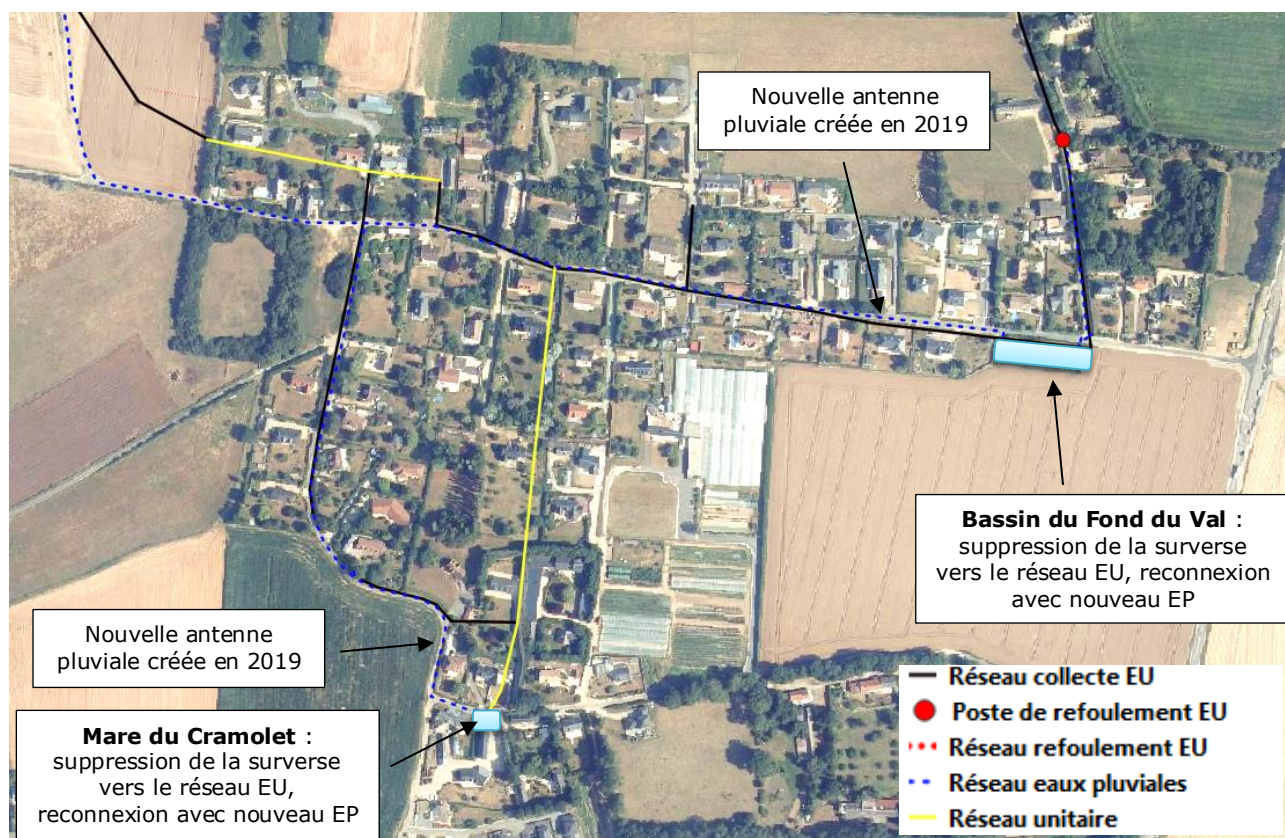 Nouvelle antenne
pluviale créée en 2019
Bassin du Fond du Val :
suppression de la surverse
vers le réseau EU, reconnexion
avec nouveau EP
Nouvelle antenne
pluviale créée en 2019
Mare du Cramolet :
suppression de la surverse
vers le réseau EU,
reconnexion avec nouveau EP
Réseau collecte EU
Poste de refoulement EU
Réseau refoulement EU
Réseau eaux pluviales
Réseau unitaire